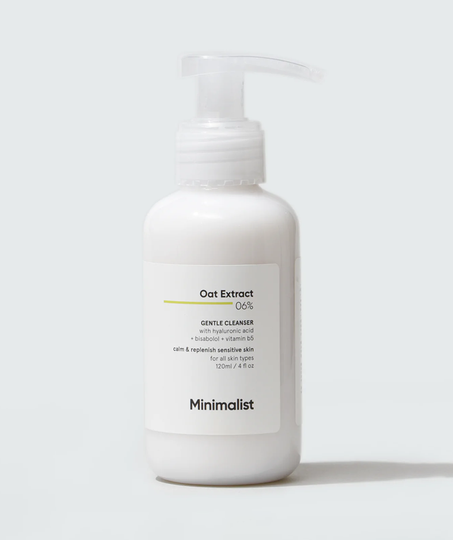 Oat Extract
06%
GENTLE CLEANSER
with hyaluronic acid
+ bisabolol + vitamin b5
calm & replenish sensitive skin
for all skin types
120ml / 4 fl oz
Minimalist